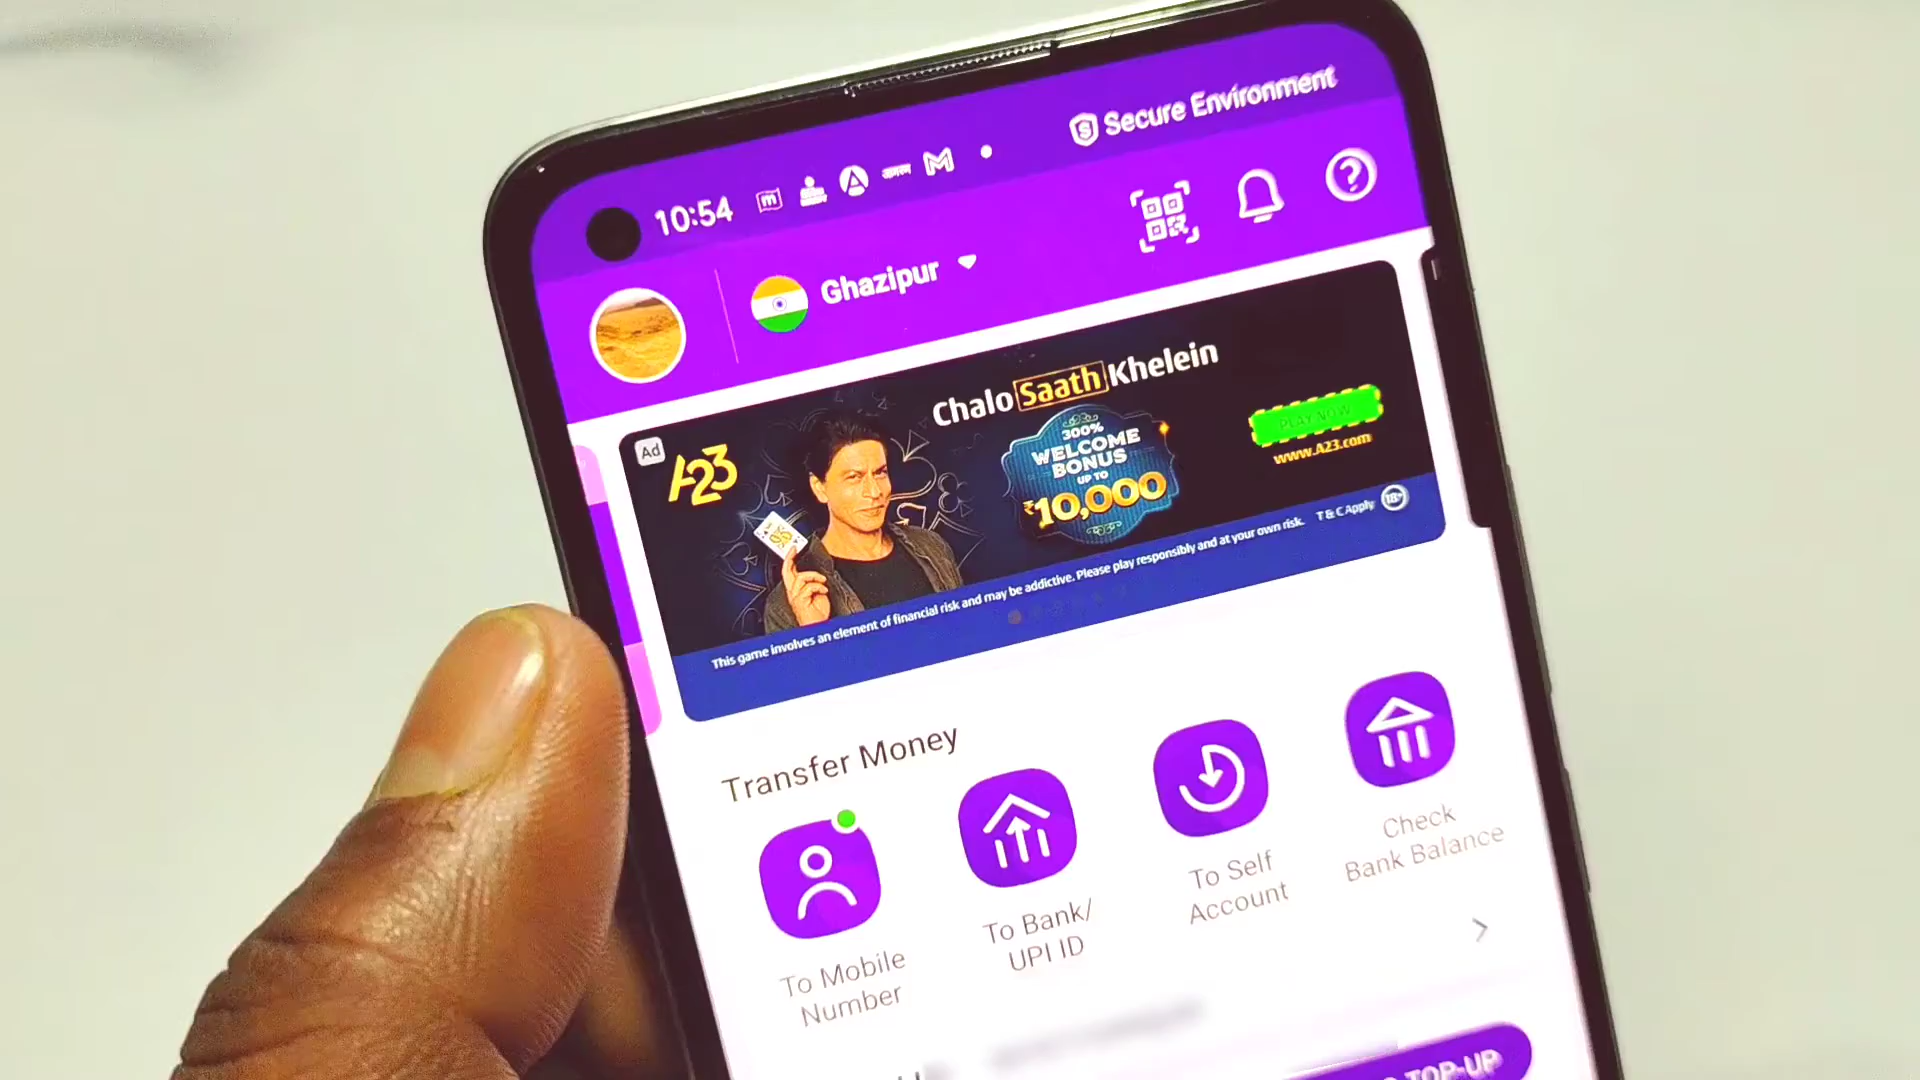 Secure Environment
10:54
Ghazipur
Ad
A23
Chalo Saath Khelein
300%
WELCOME
BONUS
UP TO
₹10,000
PLAY NOW
www.A23.com
This game involves an element of financial risk and may be addictive. Please play responsibly and at your own risk.
T & C Apply
18+
Transfer Money
To Mobile
Number
To Bank/
UPI ID
To Self
Account
Check
Bank Balance
TOP-UP